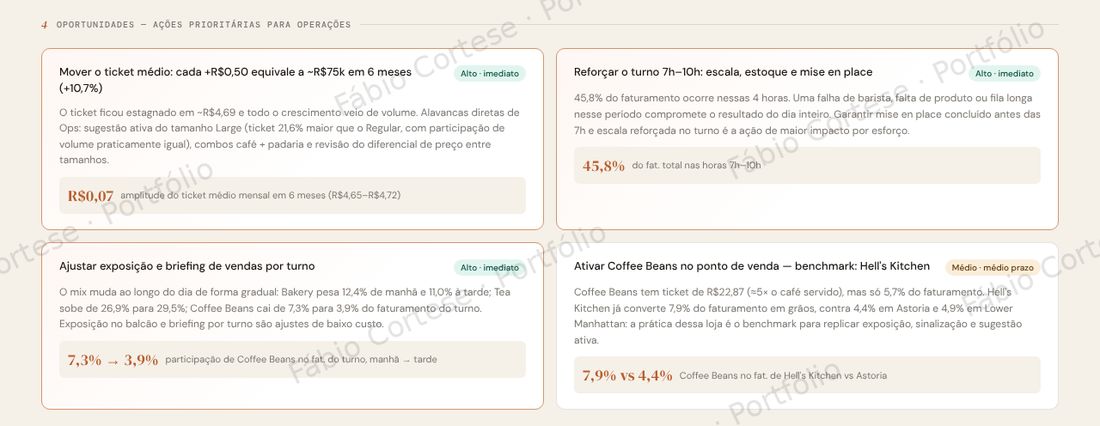 4 OPORTUNIDADES — AÇÕES PRIORITÁRIAS PARA OPERAÇÕES
Mover o ticket médio: cada +R$0,50 equivale a ~R$75k em 6 meses
(+10,7%)
Alto · imediato
O ticket ficou estagnado em ~R$4,69 e todo o crescimento veio de volume. Alavancas diretas de
Ops: sugestão ativa do tamanho Large (ticket 21,6% maior que o Regular, com participação de
volume praticamente igual), combos café + padaria e revisão do diferencial de preço entre
tamanhos.
R$0,07 amplitude do ticket médio mensal em 6 meses (R$4,65–R$4,72)
Reforçar o turno 7h–10h: escala, estoque e mise en place
Alto · imediato
45,8% do faturamento ocorre nessas 4 horas. Uma falha de barista, falta de produto ou fila longa
nesse período compromete o resultado do dia inteiro. Garantir mise en place concluído antes das
7h e escala reforçada no turno é a ação de maior impacto por esforço.
45,8% do fat. total nas horas 7h–10h
Ajustar exposição e briefing de vendas por turno
Alto · imediato
O mix muda ao longo do dia de forma gradual: Bakery pesa 12,4% de manhã e 11,0% à tarde; Tea
sobe de 26,9% para 29,5%; Coffee Beans cai de 7,3% para 3,9% do faturamento do turno.
Exposição no balcão e briefing por turno são ajustes de baixo custo.
7,3% → 3,9% participação de Coffee Beans no fat. do turno, manhã → tarde
Ativar Coffee Beans no ponto de venda — benchmark: Hell's Kitchen
Médio · médio prazo
Coffee Beans tem ticket de R$22,87 (≈5× o café servido), mas só 5,7% do faturamento. Hell's
Kitchen já converte 7,9% do faturamento em grãos, contra 4,4% em Astoria e 4,9% em Lower
Manhattan: a prática dessa loja é o benchmark para replicar exposição, sinalização e sugestão
ativa.
7,9% vs 4,4% Coffee Beans no fat. de Hell's Kitchen vs Astoria
Fábio Cortese · Por
Fábio Cortese · Portfólio
ortese · Portfólio
Fábio Cortese · Portfólio
Fábio Cort
· Portfólio